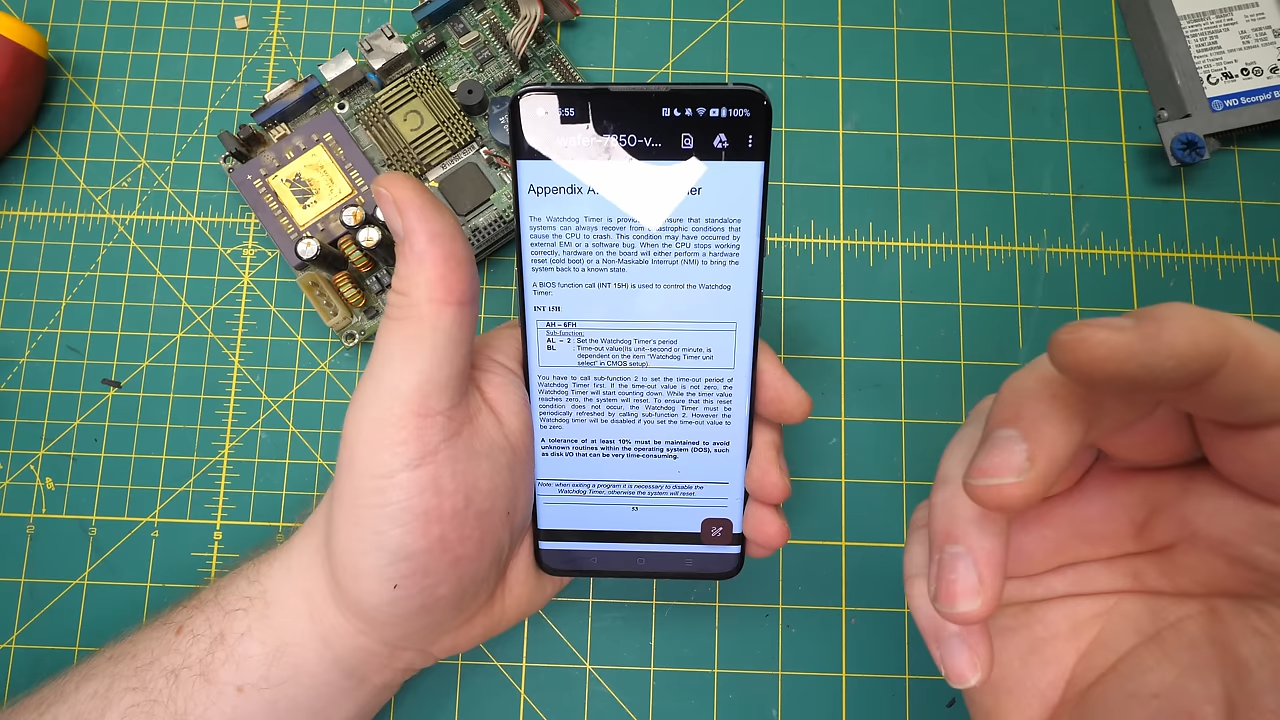 5:55 100%
wafer-7850-v...
Appendix A. mer
The Watchdog Timer is provi ensure that standalone
systems can always recover from catastrophic conditions that
cause the CPU to crash. This condition may have occurred by
external EMI or a software bug. When the CPU stops working
correctly, hardware on the board will either perform a hardware
reset (cold boot) or a Non-Maskable Interrupt (NMI) to bring the
system back to a known state.
A BIOS function call (INT 15H) is used to control the Watchdog
Timer:
INT 15H
AH – 6FH
Sub-function:
AL – 2 : Set the Watchdog Timer's period
BL : Time-out value(Its unit--second or minute, is
dependent on the item "Watchdog Timer unit
select" in CMOS setup)
You have to call sub-function 2 to set the time-out period of
Watchdog Timer first. If the time-out value is not zero, the
Watchdog Timer will start counting down. While the timer value
reaches zero, the system will reset. To ensure that this reset
condition does not occur, the Watchdog Timer must be
periodically refreshed by calling sub-function 2. However the
Watchdog timer will be disabled if you set the time-out value to
be zero.
A tolerance of at least 10% must be maintained to avoid
unknown routines within the operating system (DOS), such
as disk I/O that can be very time-consuming.
Note: when exiting a program it is necessary to disable the
Watchdog Timer, otherwise the system will reset.
53
WD Scorpio B
2 3 4 5 6